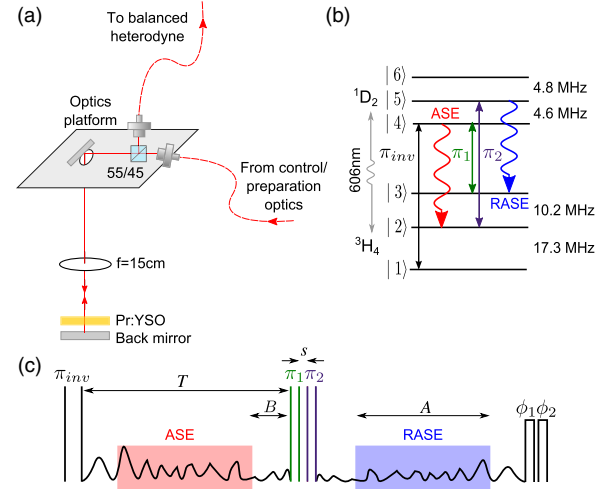 (a)
To balanced
heterodyne
Optics
platform
55/45
From control/
preparation
optics
f=15cm
Pr:YSO
Back mirror
(b)
|6⟩
4.8 MHz
¹D₂
|5⟩
ASE
4.6 MHz
|4⟩
π_inv
π₁
π₂
606nm
|3⟩
RASE
10.2 MHz
|2⟩
³H₄
17.3 MHz
|1⟩
(c)
π_inv
T
π₁
s
π₂
B
A
ϕ₁
ϕ₂
ASE
RASE